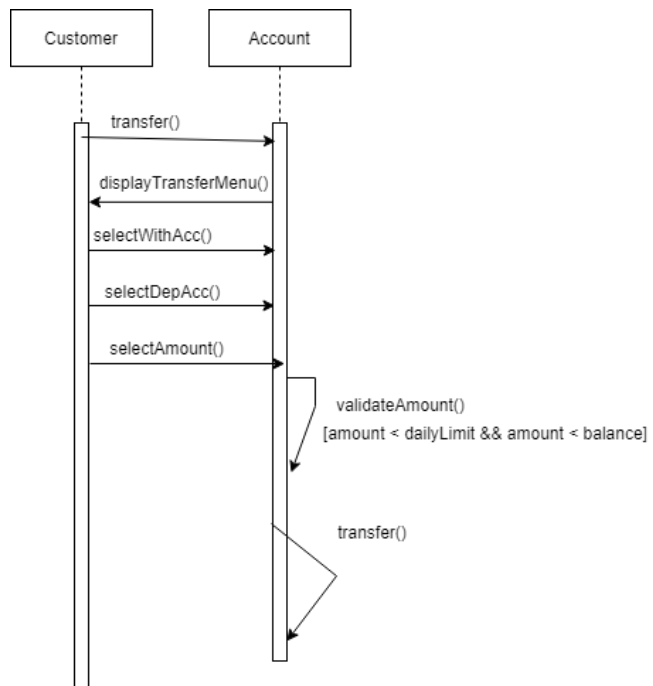 Customer
Account
transfer()
displayTransferMenu()
selectWithAcc()
selectDepAcc()
selectAmount()
validateAmount()
[amount < dailyLimit && amount < balance]
transfer()